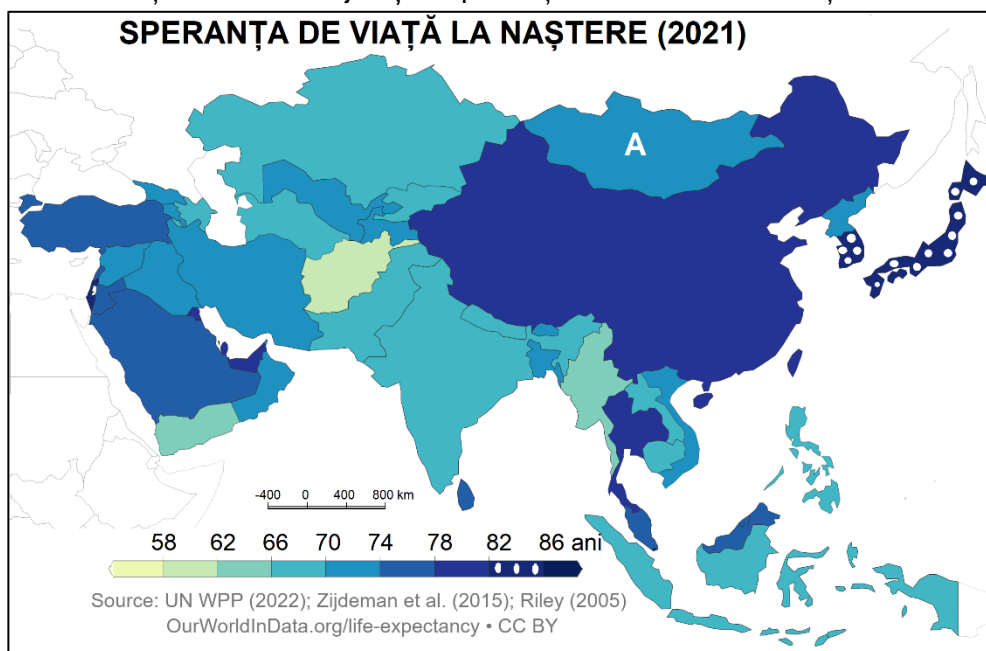 SPERANȚA DE VIAȚĂ LA NAȘTERE (2021)
A
-400 0 400 800 km
58 62 66 70 74 78 82 86 ani
Source: UN WPP (2022); Zijdeman et al. (2015); Riley (2005)
OurWorldInData.org/life-expectancy • CC BY